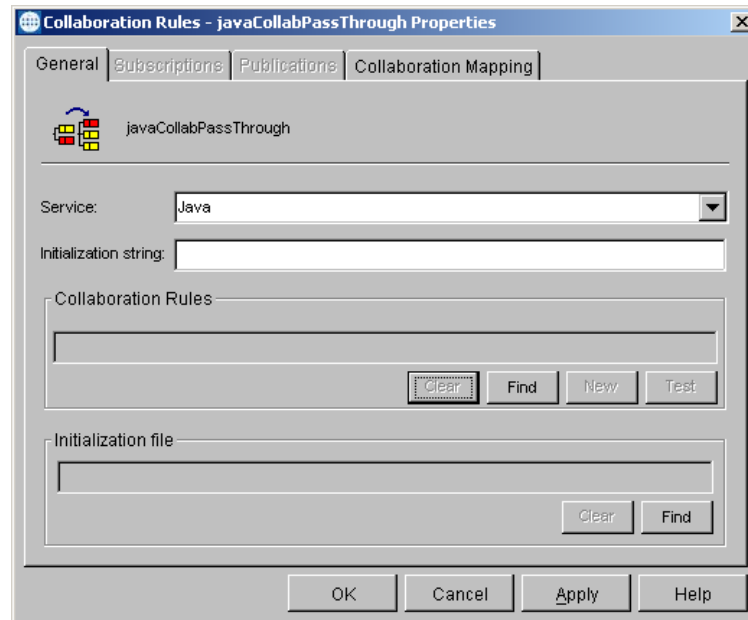 Collaboration Rules - javaCollabPassThrough Properties
General Subscriptions Publications Collaboration Mapping
javaCollabPassThrough
Service: Java
Initialization string:
Collaboration Rules
Clear Find New Test
Initialization file
Clear Find
OK Cancel Apply Help